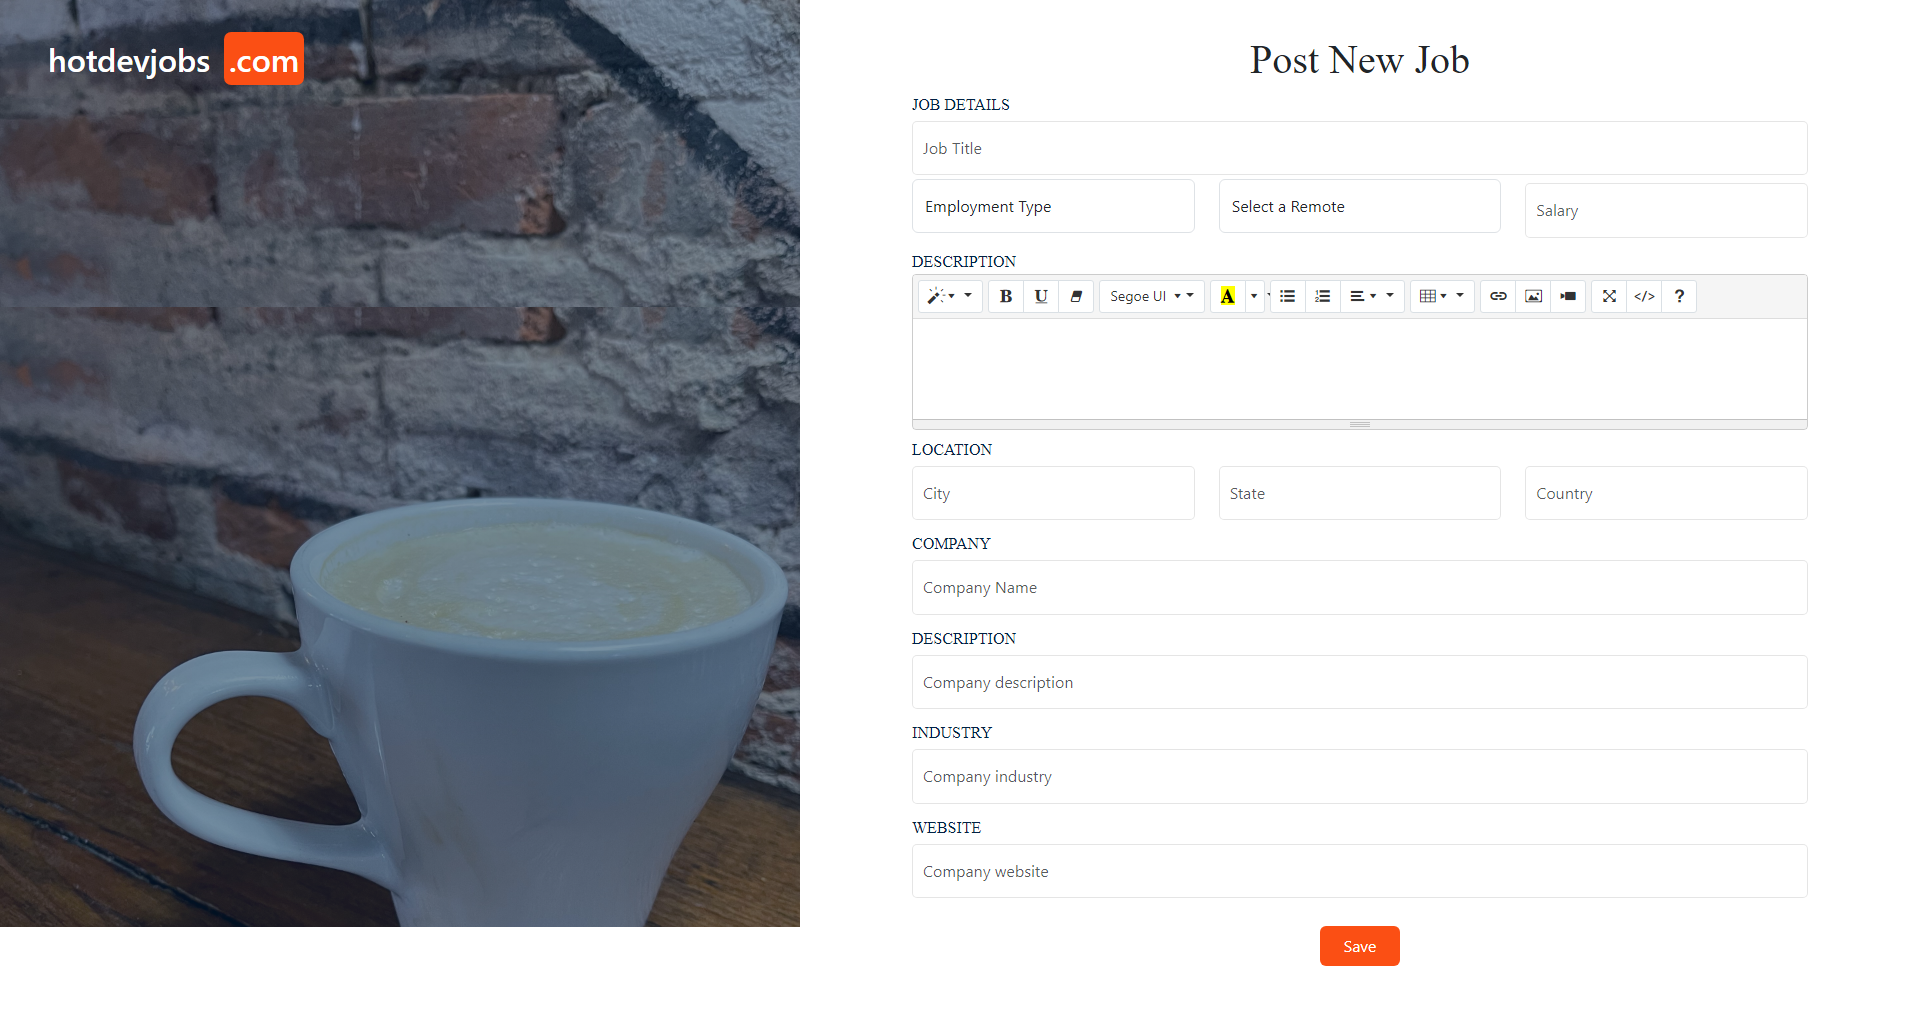 hotdevjobs .com
Post New Job
JOB DETAILS
Job Title
Employment Type Select a Remote Salary
DESCRIPTION
B U Segoe UI A </> ?
LOCATION
City State Country
COMPANY
Company Name
DESCRIPTION
Company description
INDUSTRY
Company industry
WEBSITE
Company website
Save